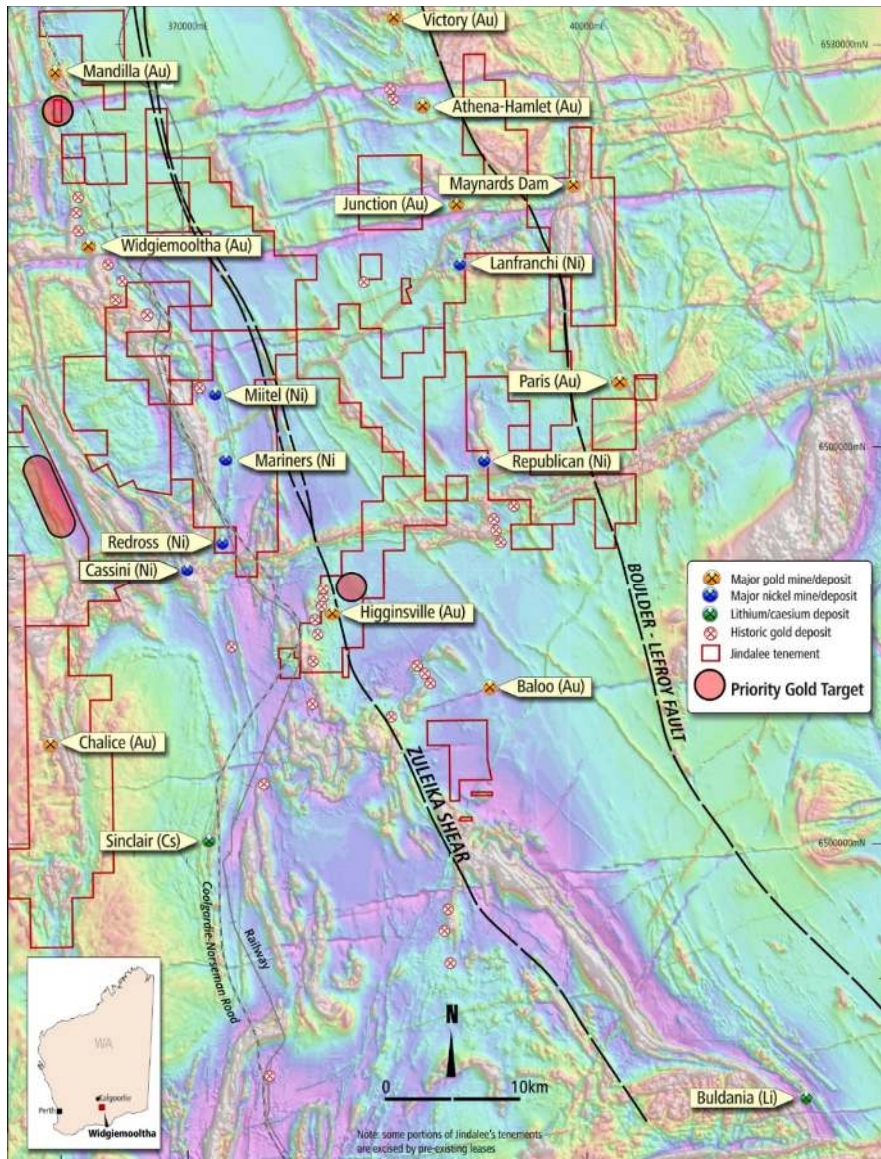 370000mE
Victory (Au)
40000mE
6530000mN
Mandilla (Au)
Athena-Hamlet (Au)
Maynards Dam
Junction (Au)
Widgiemooltha (Au)
Lanfranchi (Ni)
Paris (Au)
Miitel (Ni)
6500000mN
Mariners (Ni
Republican (Ni)
Redross (Ni)
Cassini (Ni)
BOULDER - LEFROY FAULT
Major gold mine/deposit
Major nickel mine/deposit
Lithium/caesium deposit
Historic gold deposit
Jindalee tenement
Priority Gold Target
Higginsville (Au)
Baloo (Au)
Chalice (Au)
ZULEIKA SHEAR
Sinclair (Cs)
6500000mN
Coolgardie-Norseman Road
Railway
WA
Kalgoorlie
Perth
Widgiemooltha
N
0 10km
Buldania (Li)
Note: some portions of Jindalee's tenements
are excised by pre-existing leases